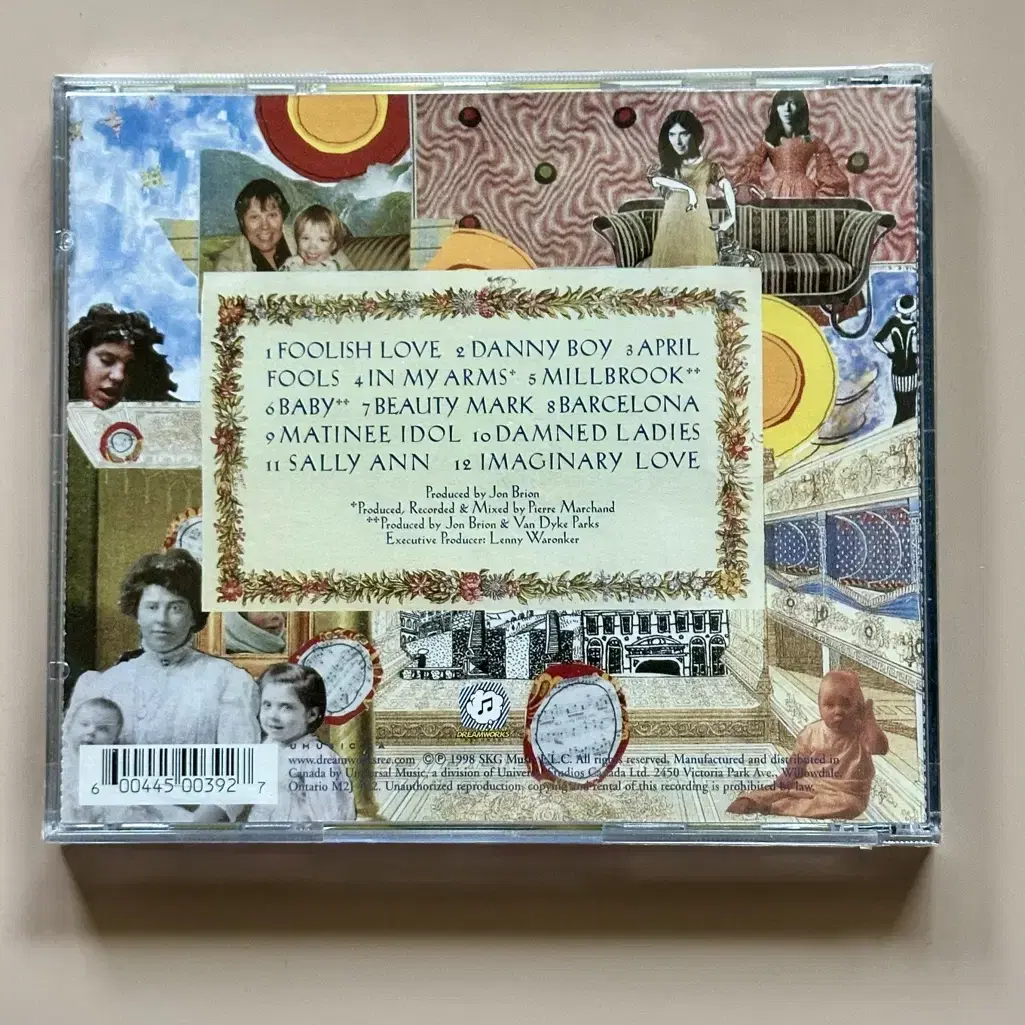 1 FOOLISH LOVE 2 DANNY BOY 3 APRIL
FOOLS 4 IN MY ARMS* 5 MILLBROOK**
6 BABY** 7 BEAUTY MARK 8 BARCELONA
9 MATINEE IDOL 10 DAMNED LADIES
11 SALLY ANN 12 IMAGINARY LOVE
Produced by Jon Brion
*Produced, Recorded & Mixed by Pierre Marchand
**Produced by Jon Brion & Van Dyke Parks
Executive Producer: Lenny Waronker
DREAMWORKS
www.dreamworksrec.com ©℗ 1998 SKG Music L.L.C. All rights reserved. Manufactured and distributed in
Canada by Universal Music, a division of Universal Studios Canada Ltd. 2450 Victoria Park Ave., Willowdale,
Ontario Unauthorized reproduction, copying and rental of this recording is prohibited by law.
6 00445 00392 7